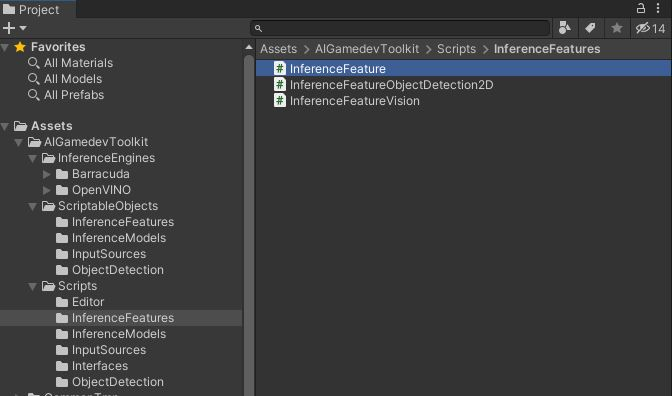 Project
14
Favorites
All Materials
All Models
All Prefabs
Assets
AIGamedevToolkit
InferenceEngines
Barracuda
OpenVINO
ScriptableObjects
InferenceFeatures
InferenceModels
InputSources
ObjectDetection
Scripts
Editor
InferenceFeatures
InferenceModels
InputSources
Interfaces
ObjectDetection
Assets > AIGamedevToolkit > Scripts > InferenceFeatures
# InferenceFeature
# InferenceFeatureObjectDetection2D
# InferenceFeatureVision